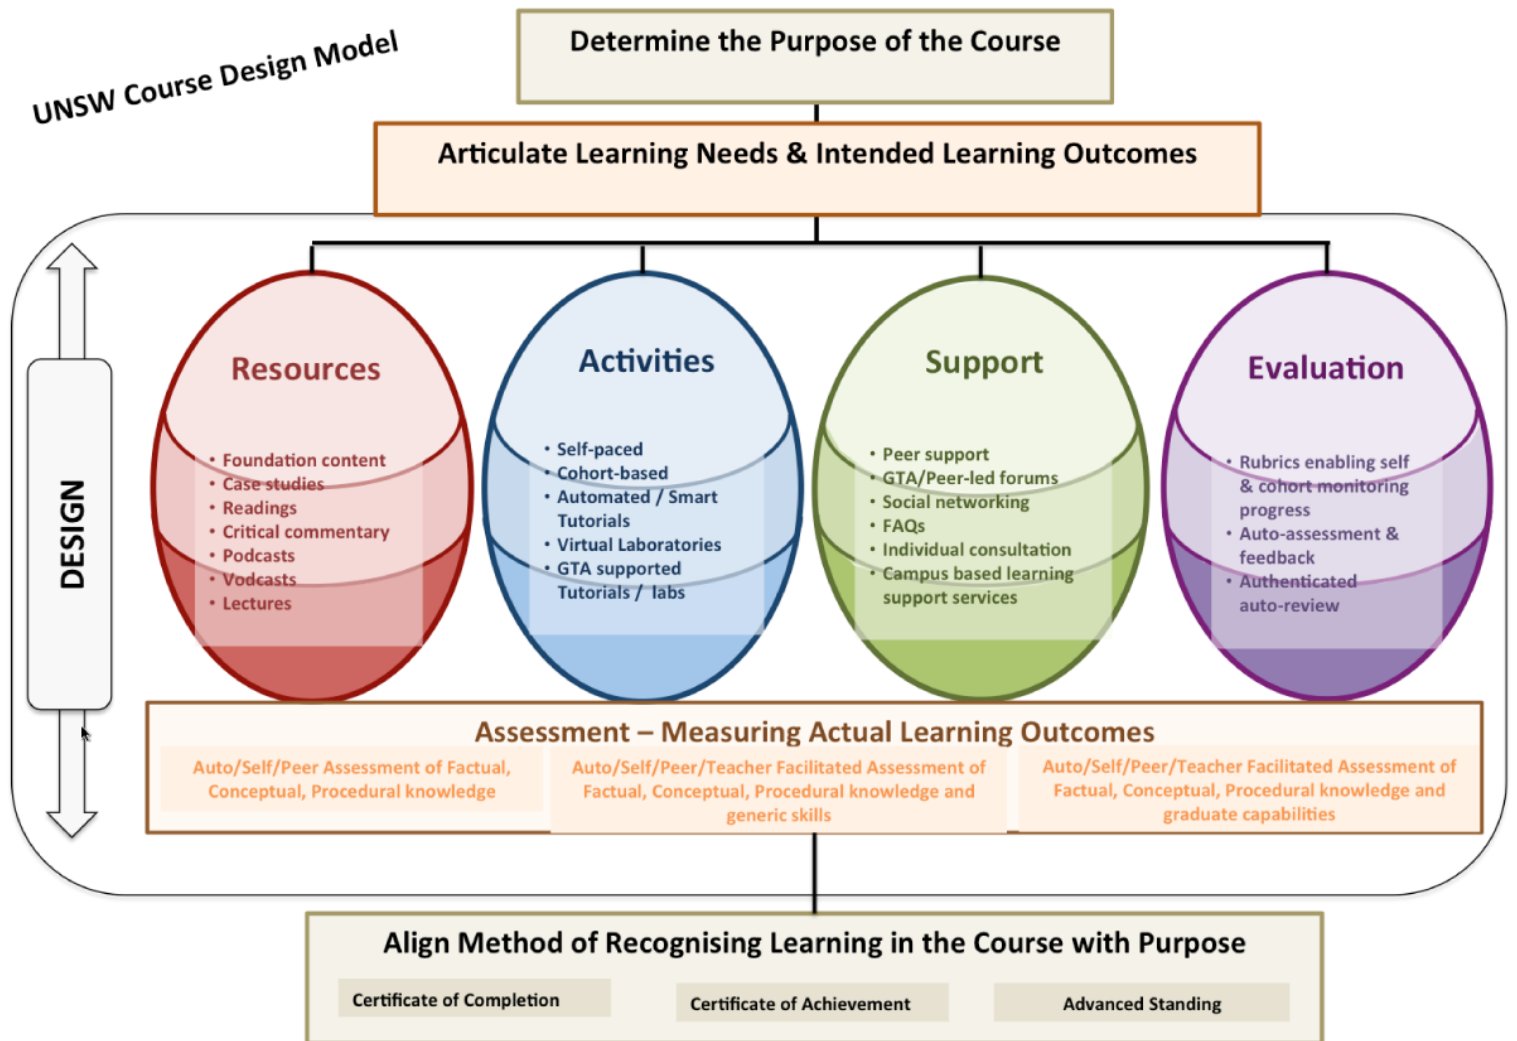 UNSW Course Design Model
Determine the Purpose of the Course
Articulate Learning Needs & Intended Learning Outcomes
DESIGN
Resources
• Foundation content
• Case studies
• Readings
• Critical commentary
• Podcasts
• Vodcasts
• Lectures
Activities
• Self-paced
• Cohort-based
• Automated / Smart
Tutorials
• Virtual Laboratories
• GTA supported
Tutorials / labs
Support
• Peer support
• GTA/Peer-led forums
• Social networking
• FAQs
• Individual consultation
• Campus based learning
support services
Evaluation
• Rubrics enabling self
& cohort monitoring
progress
• Auto-assessment &
feedback
• Authenticated
auto-review
Assessment – Measuring Actual Learning Outcomes
Auto/Self/Peer Assessment of Factual,
Conceptual, Procedural knowledge
Auto/Self/Peer/Teacher Facilitated Assessment of
Factual, Conceptual, Procedural knowledge and
generic skills
Auto/Self/Peer/Teacher Facilitated Assessment of
Factual, Conceptual, Procedural knowledge and
graduate capabilities
Align Method of Recognising Learning in the Course with Purpose
Certificate of Completion
Certificate of Achievement
Advanced Standing